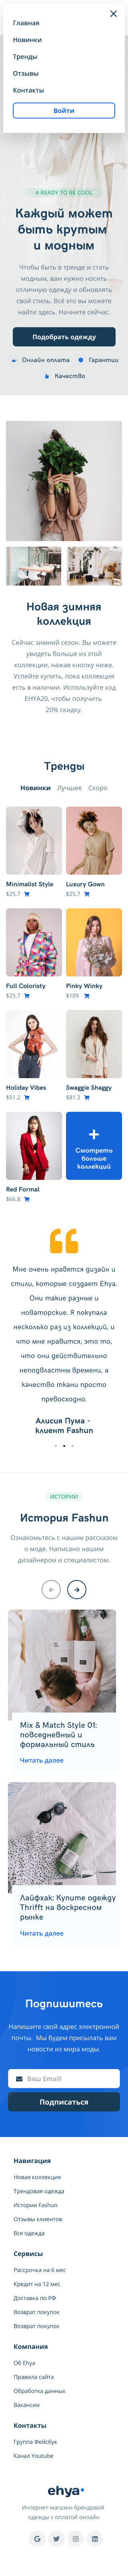 Главная
Новинки
Тренды
Отзывы
Контакты
Войти
# READY TO BE COOL
Каждый может
быть крутым
и модным
Чтобы быть в тренде и стать
модным, вам нужно носить
отличную одежду и обновлять
свой стиль. Всё это вы можете
найти здесь. Начните сейчас.
Подобрать одежду
Онлайн оплата
Гарантии
Качество
Новая зимняя
коллекция
Сейчас зимний сезон. Вы можете
увидеть больше из этой
коллекции, нажав кнопку ниже.
Успейте купить, пока коллекция
есть в наличии. Используйте код
EHYA20, чтобы получить
20% скидку.
Тренды
Новинки Лучшее Скоро
Minimalist Style
$25.7
Luxury Gown
$25.7
Full Coloristy
$25.7
Pinky Winky
$109
Holiday Vibes
$51.2
Swaggie Shaggy
$81.3
Смотреть
больше
коллекций
Red Formal
$66.8
Мне очень нравятся дизайн и
стили, которые создает Ehya.
Они такие разные и
новаторские. Я покупала
несколько раз из коллекций, и
что мне нравится, это то,
что они действительно
неподвластны времени, а
качество ткани просто
превосходно.
Алисия Пума -
клиент Fashun
ИСТОРИИ
История Fashun
Ознакомьтесь с нашим рассказом
о моде. Написано нашим
дизайнером и специалистом.
Mix & Match Style 01:
повседневный и
формальный стиль
Читать далее
Лайфхак: Купите одежду
Thrifft на воскресном
рынке
Читать далее
Подпишитесь
Напишите свой адрес электронной
почты. Мы будем присылать вам
новости из мира моды.
Ваш Email
Подписаться
Навигация
Новая коллекция
Трендовая одежда
Истории Fashun
Отзывы клиентов
Вся одежда
Сервисы
Рассрочка на 6 мес
Кредит на 12 мес
Доставка по РФ
Возврат покупок
Возврат покупок
Компания
Об Ehya
Правила сайта
Обработка данных
Вакансии
Контакты
Группа Фейсбук
Канал Youtube
ehya
Интернет-магазин брендовой
одежды с оплатой онлайн